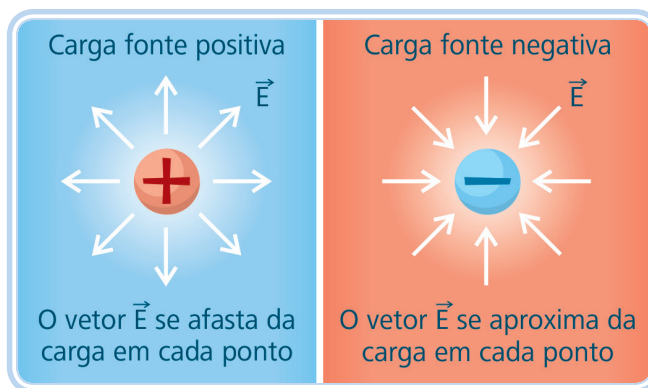 Carga fonte positiva
E⃗
+
O vetor E⃗ se afasta da
carga em cada ponto
Carga fonte negativa
E⃗
−
O vetor E⃗ se aproxima da
carga em cada ponto